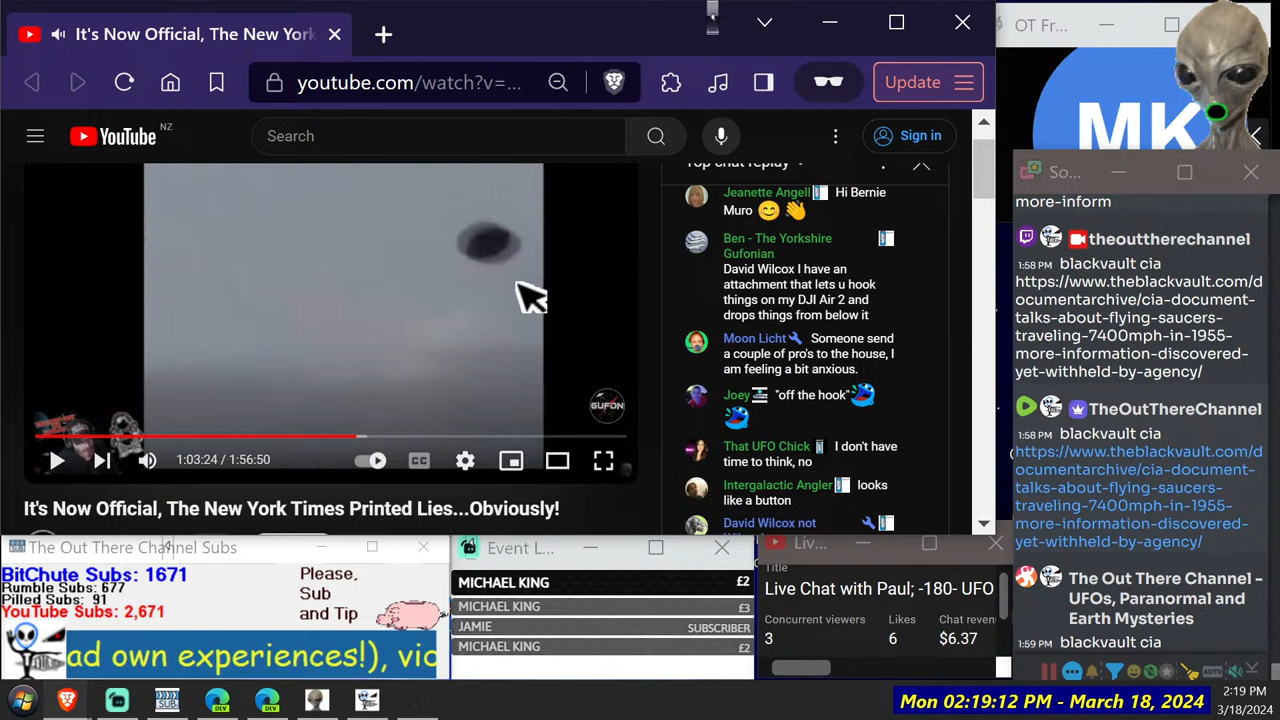 It's Now Official, The New York
OT Fr...
youtube.com/watch?v=...
Update
MK
YouTube NZ
Search
Sign in
Top chat replay
Jeanette Angell Hi Bernie
Muro
Ben - The Yorkshire
Gufonian
David Wilcox I have an
attachment that lets u hook
things on my DJI Air 2 and
drops things from below it
Moon Licht Someone send
a couple of pro's to the house, I
am feeling a bit anxious.
Joey "off the hook"
That UFO Chick I don't have
time to think, no
Intergalactic Angler looks
like a button
David Wilcox not
GUFON
CC
1:03:24 / 1:56:50
It's Now Official, The New York Times Printed Lies...Obviously!
So...
more-inform
theouttherechannel
1:58 PM blackvault cia
https://www.theblackvault.com/d
ocumentarchive/cia-document-
talks-about-flying-saucers-
traveling-7400mph-in-1955-
more-information-discovered-
yet-withheld-by-agency/
TheOutThereChannel
1:58 PM blackvault cia
https://www.theblackvault.com/d
ocumentarchive/cia-document-
talks-about-flying-saucers-
traveling-7400mph-in-1955-
more-information-discovered-
yet-withheld-by-agency/
The Out There Channel -
UFOs, Paranormal and
Earth Mysteries
1:59 PM blackvault cia
AUTO
The Out There Channel Subs
BitChute Subs: 1671
Rumble Subs: 677
Pilled Subs: 91
YouTube Subs: 2,671
Please,
Sub
and Tip
ad own experiences!), vic
Event L...
MICHAEL KING £2
MICHAEL KING £3
JAMIE SUBSCRIBER
MICHAEL KING £2
Liv...
Title
Live Chat with Paul; -180- UFO
Concurrent viewers Likes Chat reven
3 6 $6.37
SUB
DEV
DEV
Mon 02:19:12 PM - March 18, 2024
2:19 PM
3/18/2024